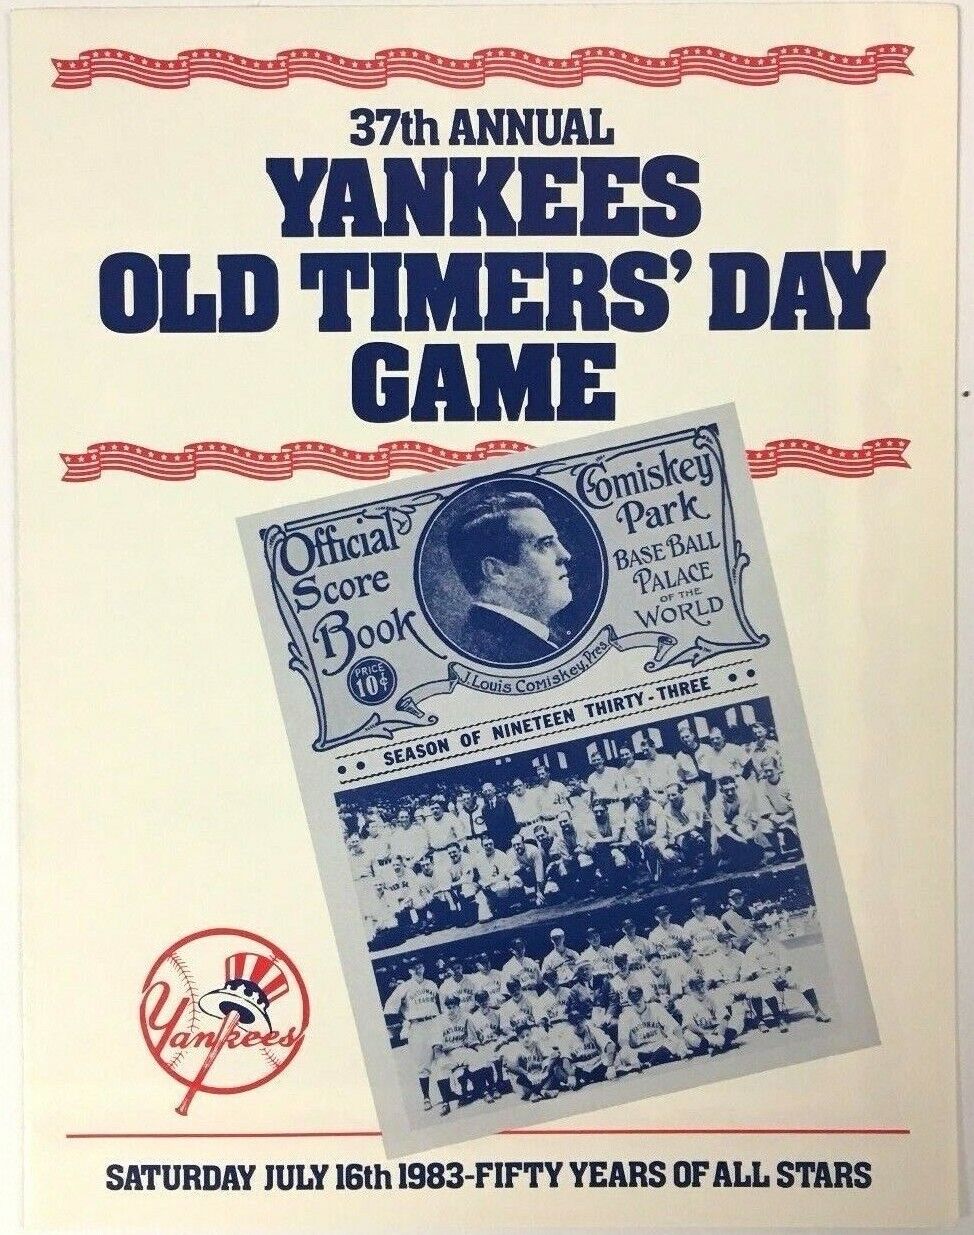 37th ANNUAL
YANKEES
OLD TIMERS' DAY
GAME
Official
Score
Book
PRICE
10¢
J. Louis Comiskey, Pres.
Comiskey
Park
BASE BALL
PALACE
OF THE
WORLD
SEASON OF NINETEEN THIRTY-THREE
Yankees
SATURDAY JULY 16th 1983-FIFTY YEARS OF ALL STARS